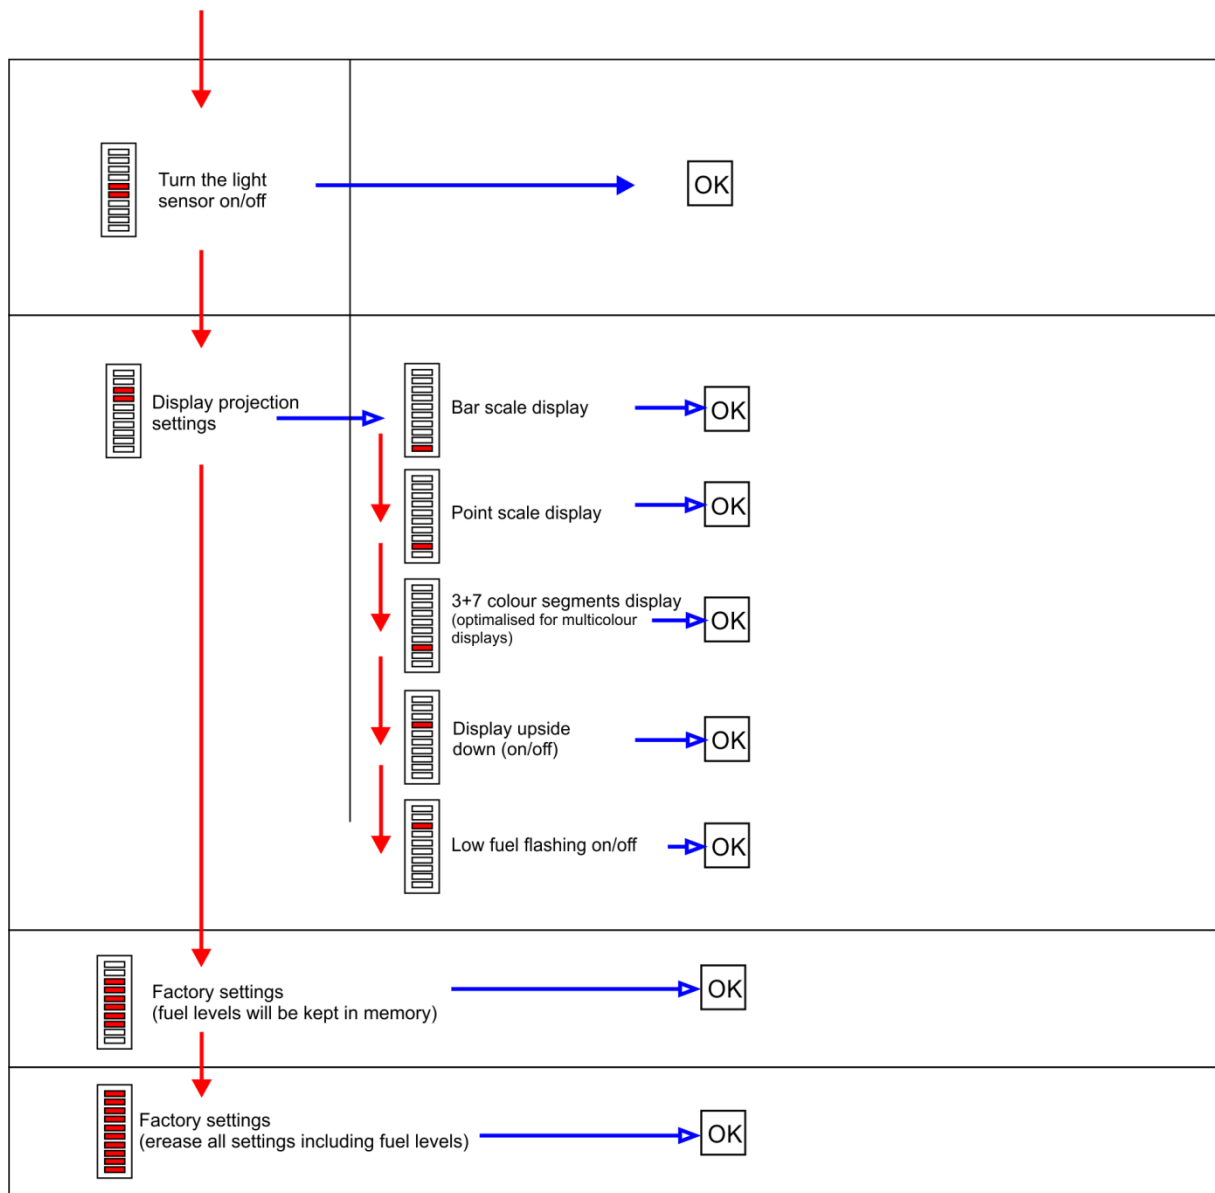 Turn the light
sensor on/off
OK
Display projection
settings
Bar scale display
OK
Point scale display
OK
3+7 colour segments display
(optimalised for multicolour
displays)
OK
Display upside
down (on/off)
OK
Low fuel flashing on/off
OK
Factory settings
(fuel levels will be kept in memory)
OK
Factory settings
(erease all settings including fuel levels)
OK